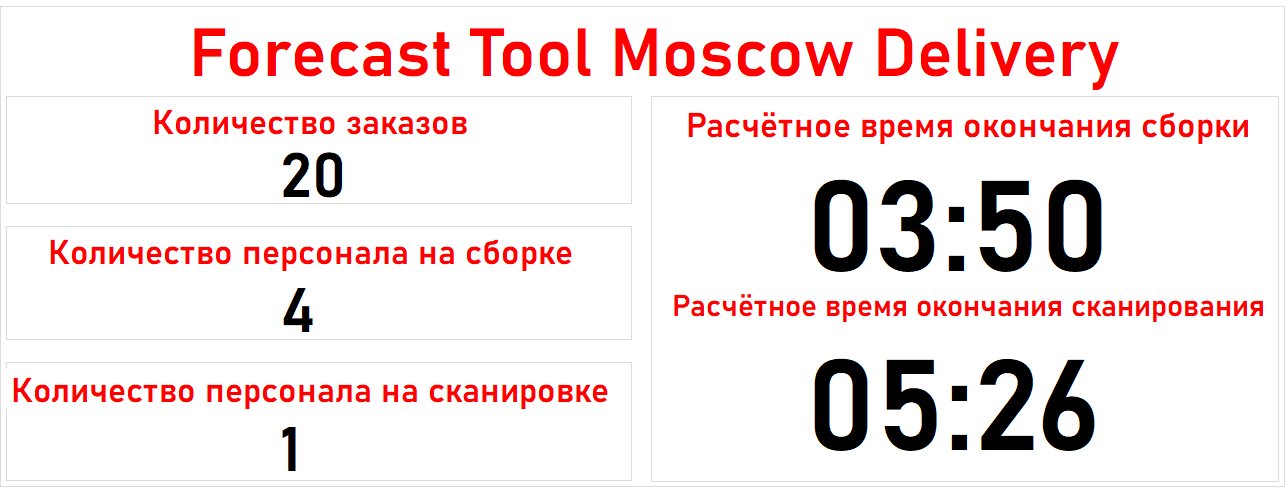 Forecast Tool Moscow Delivery
Количество заказов
20
Количество персонала на сборке
4
Количество персонала на сканировке
1
Расчётное время окончания сборки
03:50
Расчётное время окончания сканирования
05:26